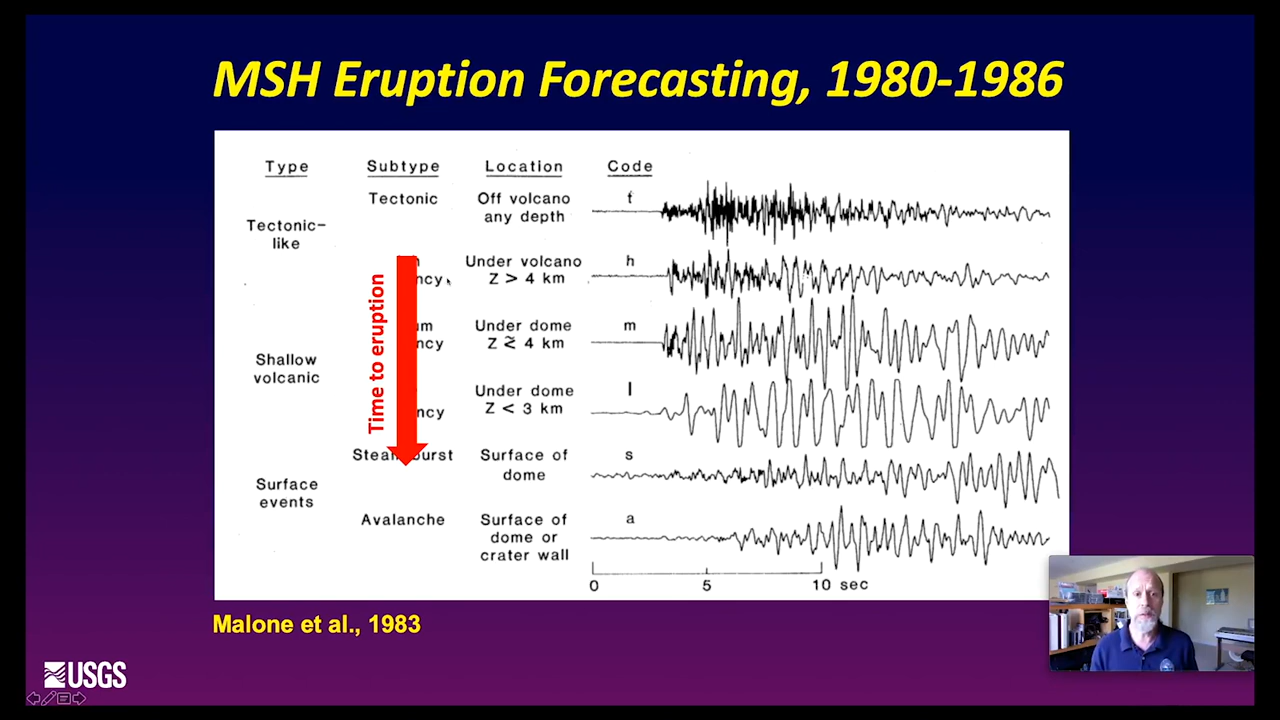 MSH Eruption Forecasting, 1980-1986
Type Subtype Location Code
Tectonic-like
Tectonic
Off volcano
any depth
t
Under volcano
Z > 4 km
h
Time to eruption
Shallow
volcanic
Under dome
Z ≳ 4 km
m
Under dome
Z < 3 km
l
Surface
events
Surface of
dome
s
Avalanche
Surface of
dome or
crater wall
a
0 5 10 sec
Malone et al., 1983
USGS